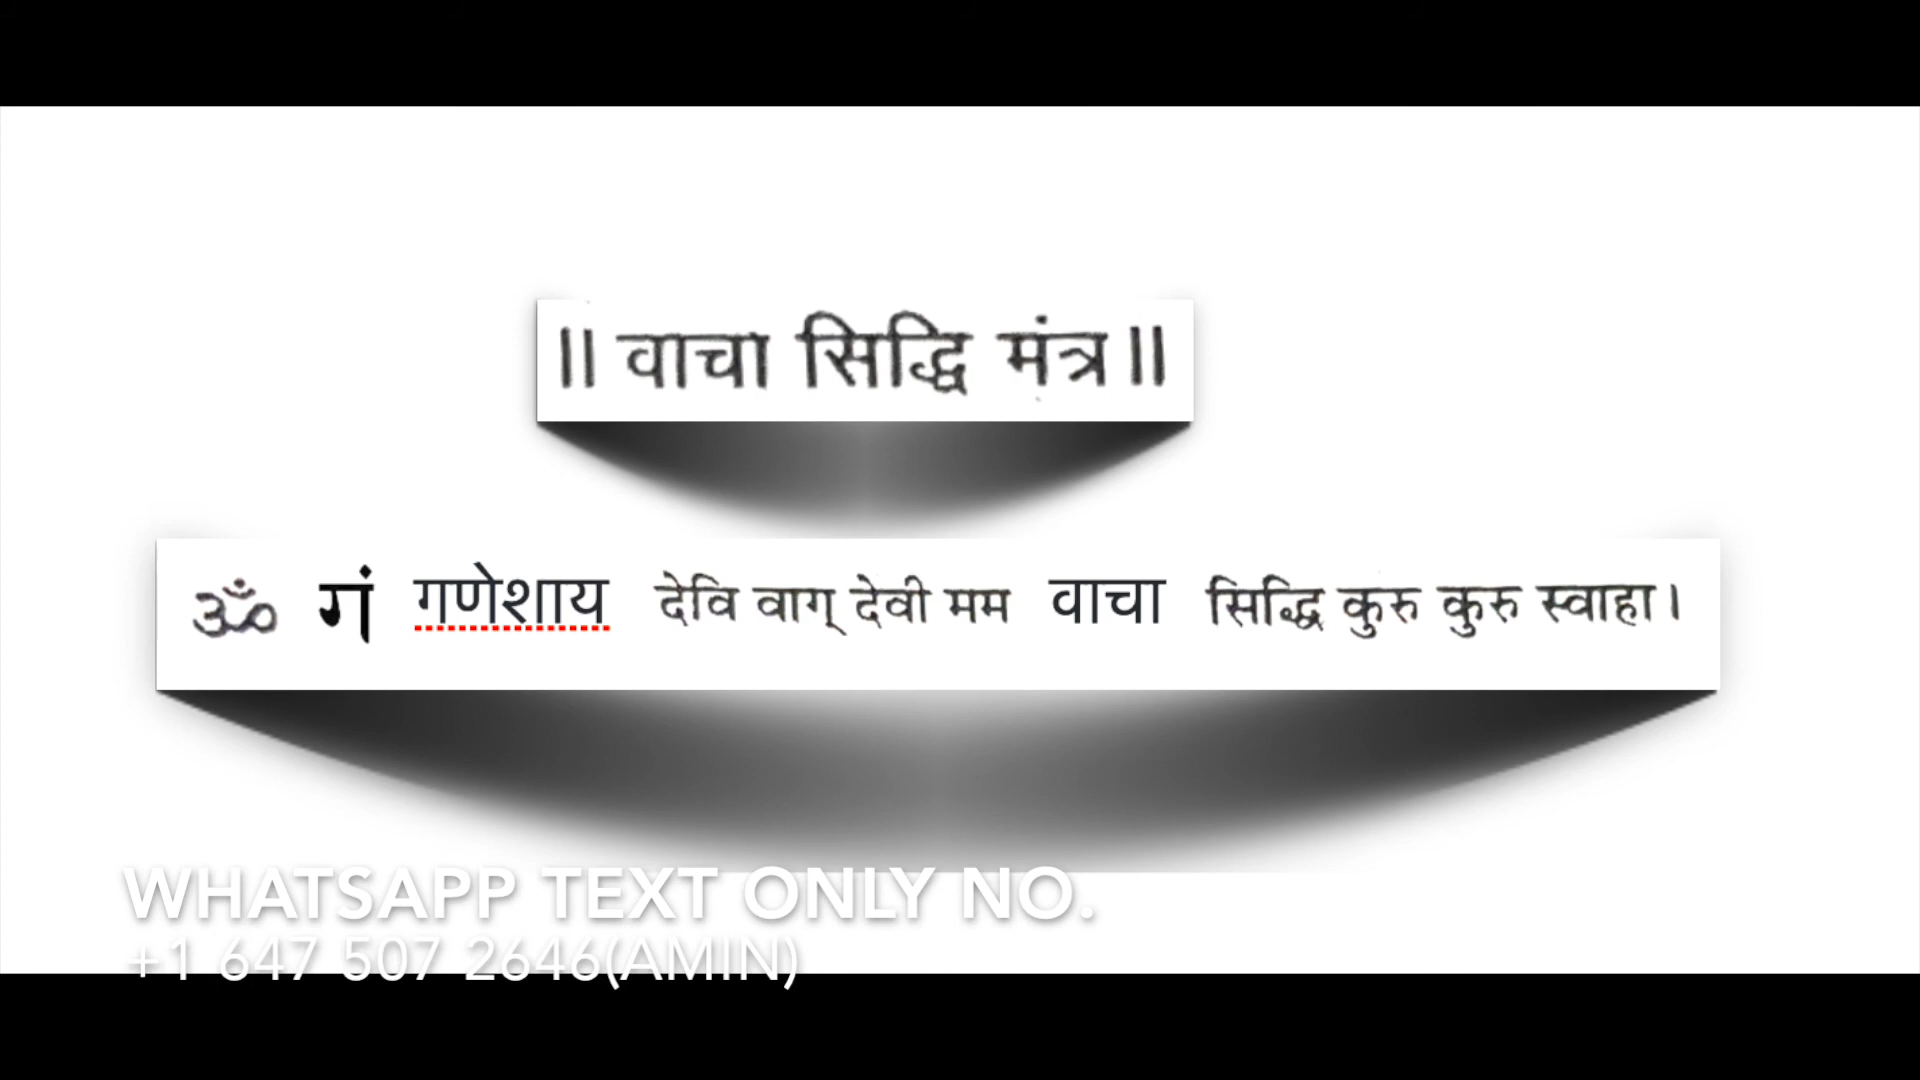 ॥ वाचा सिद्धि मंत्र ॥
ॐ गं गणेशाय देवि वाग् देवी मम वाचा सिद्धि कुरु कुरु स्वाहा।
WHATSAPP TEXT ONLY NO.
+1 647 507 2646(AMIN)